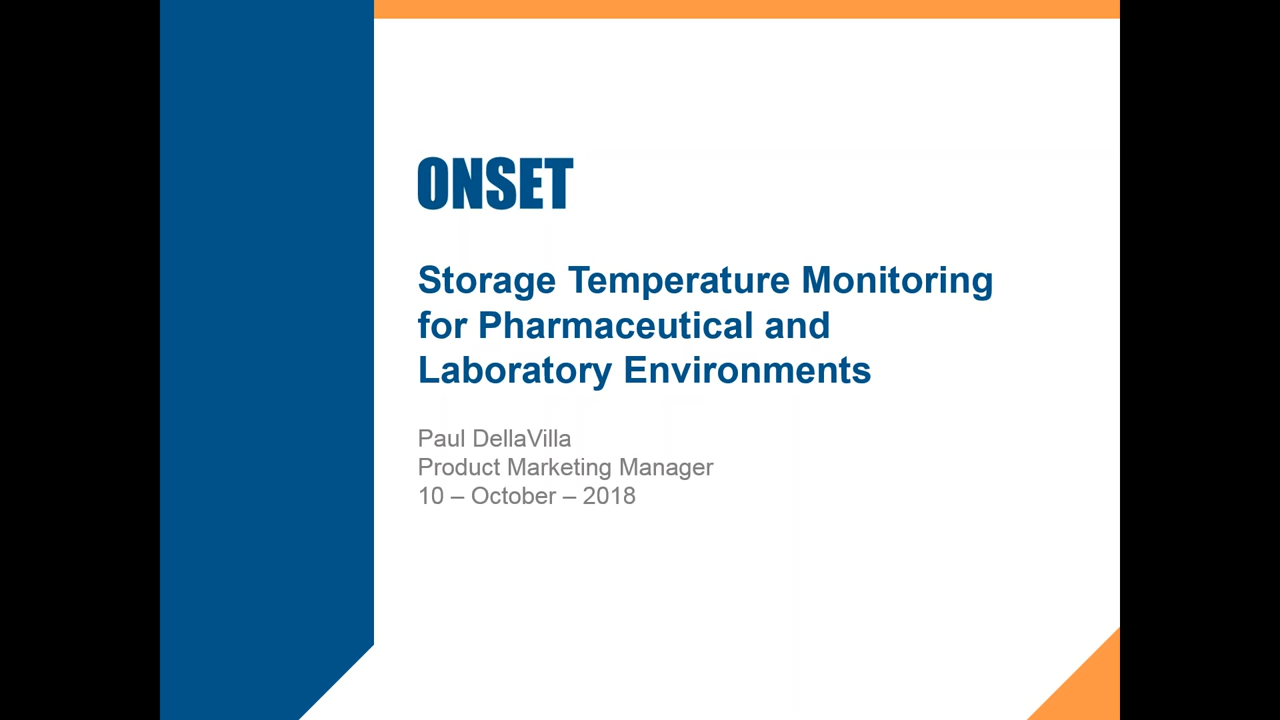 ONSET
Storage Temperature Monitoring
for Pharmaceutical and
Laboratory Environments
Paul DellaVilla
Product Marketing Manager
10 – October – 2018